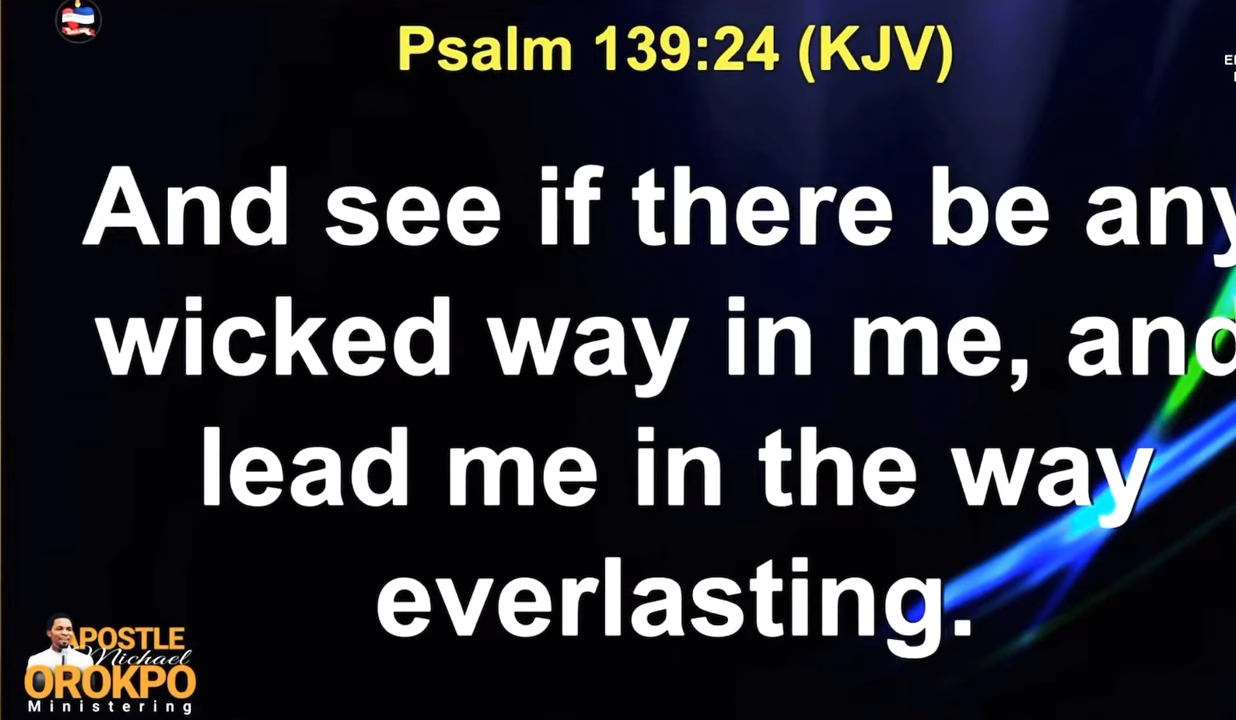 Psalm 139:24 (KJV)
And see if there be any
wicked way in me, and
lead me in the way
everlasting.
APOSTLE
Michael
OROKPO
Ministering